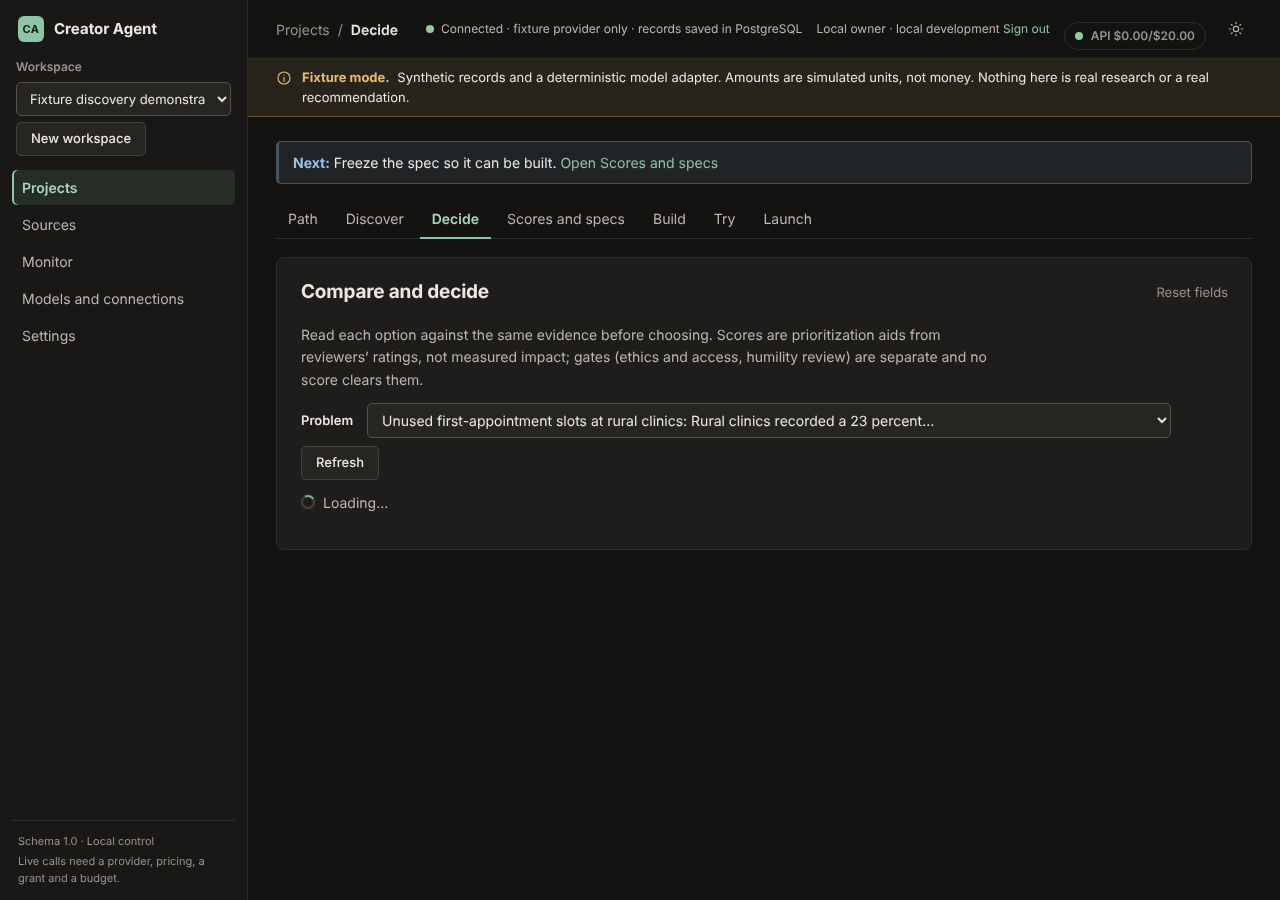 CA Creator Agent
Workspace
Fixture discovery demonstra
New workspace
Projects
Sources
Monitor
Models and connections
Settings
Schema 1.0 · Local control
Live calls need a provider, pricing, a
grant and a budget.
Projects / Decide
Connected · fixture provider only · records saved in PostgreSQL
Local owner · local development Sign out
API $0.00/$20.00
Fixture mode. Synthetic records and a deterministic model adapter. Amounts are simulated units, not money. Nothing here is real research or a real
recommendation.
Next: Freeze the spec so it can be built. Open Scores and specs
Path Discover Decide Scores and specs Build Try Launch
Compare and decide
Reset fields
Read each option against the same evidence before choosing. Scores are prioritization aids from
reviewers’ ratings, not measured impact; gates (ethics and access, humility review) are separate and no
score clears them.
Problem Unused first-appointment slots at rural clinics: Rural clinics recorded a 23 percent…
Refresh
Loading…